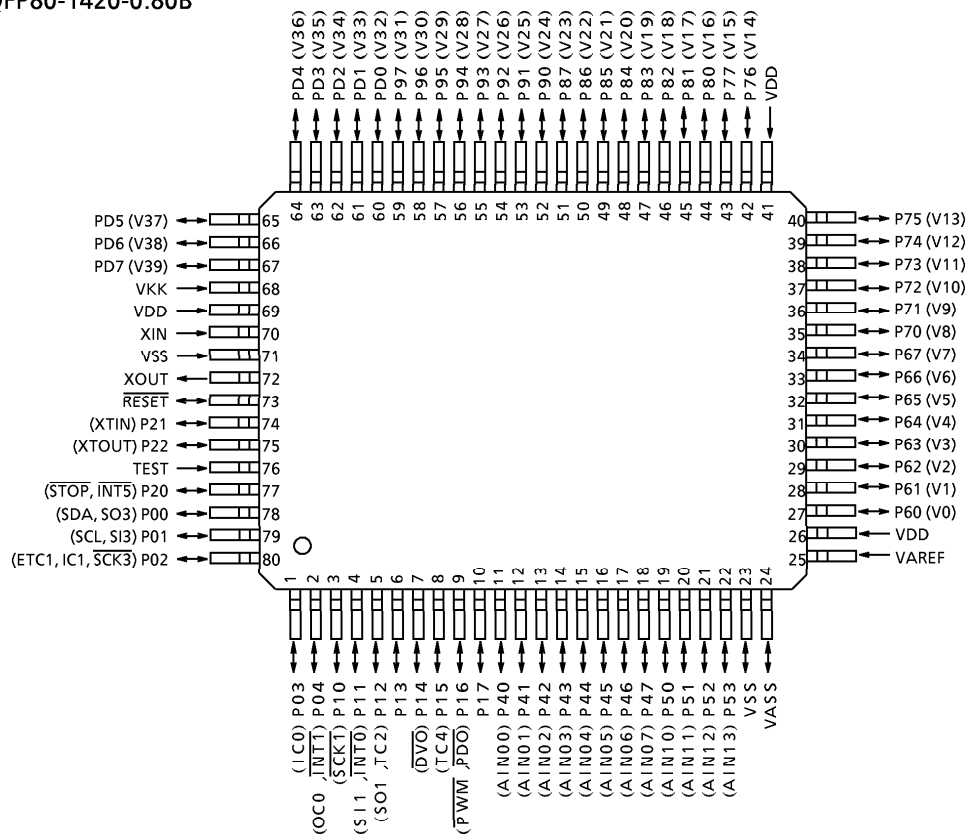 QFP80-1420-0.80B
PD4 (V36)
PD3 (V35)
PD2 (V34)
PD1 (V33)
PD0 (V32)
P97 (V31)
P96 (V30)
P95 (V29)
P94 (V28)
P93 (V27)
P92 (V26)
P91 (V25)
P90 (V24)
P87 (V23)
P86 (V22)
P85 (V21)
P84 (V20)
P83 (V19)
P82 (V18)
P81 (V17)
P80 (V16)
P77 (V15)
P76 (V14)
VDD
64 63 62 61 60 59 58 57 56 55 54 53 52 51 50 49 48 47 46 45 44 43 42 41
PD5 (V37) 65
PD6 (V38) 66
PD7 (V39) 67
VKK 68
VDD 69
XIN 70
VSS 71
XOUT 72
RESET 73
(XTIN) P21 74
(XTOUT) P22 75
TEST 76
(STOP, INT5) P20 77
(SDA, SO3) P00 78
(SCL, SI3) P01 79
(ETC1, IC1, SCK3) P02 80
40 P75 (V13)
39 P74 (V12)
38 P73 (V11)
37 P72 (V10)
36 P71 (V9)
35 P70 (V8)
34 P67 (V7)
33 P66 (V6)
32 P65 (V5)
31 P64 (V4)
30 P63 (V3)
29 P62 (V2)
28 P61 (V1)
27 P60 (V0)
26 VDD
25 VAREF
1 2 3 4 5 6 7 8 9 10 11 12 13 14 15 16 17 18 19 20 21 22 23 24
(IC0) P03
(OC0 ,INT1) P04
(SCK1) P10
(SI1 ,INT0) P11
(SO1 ,TC2) P12
P13
(DVO) P14
(TC4) P15
(PWM ,PDO) P16
P17
(AIN00) P40
(AIN01) P41
(AIN02) P42
(AIN03) P43
(AIN04) P44
(AIN05) P45
(AIN06) P46
(AIN07) P47
(AIN10) P50
(AIN11) P51
(AIN12) P52
(AIN13) P53
VSS
VASS